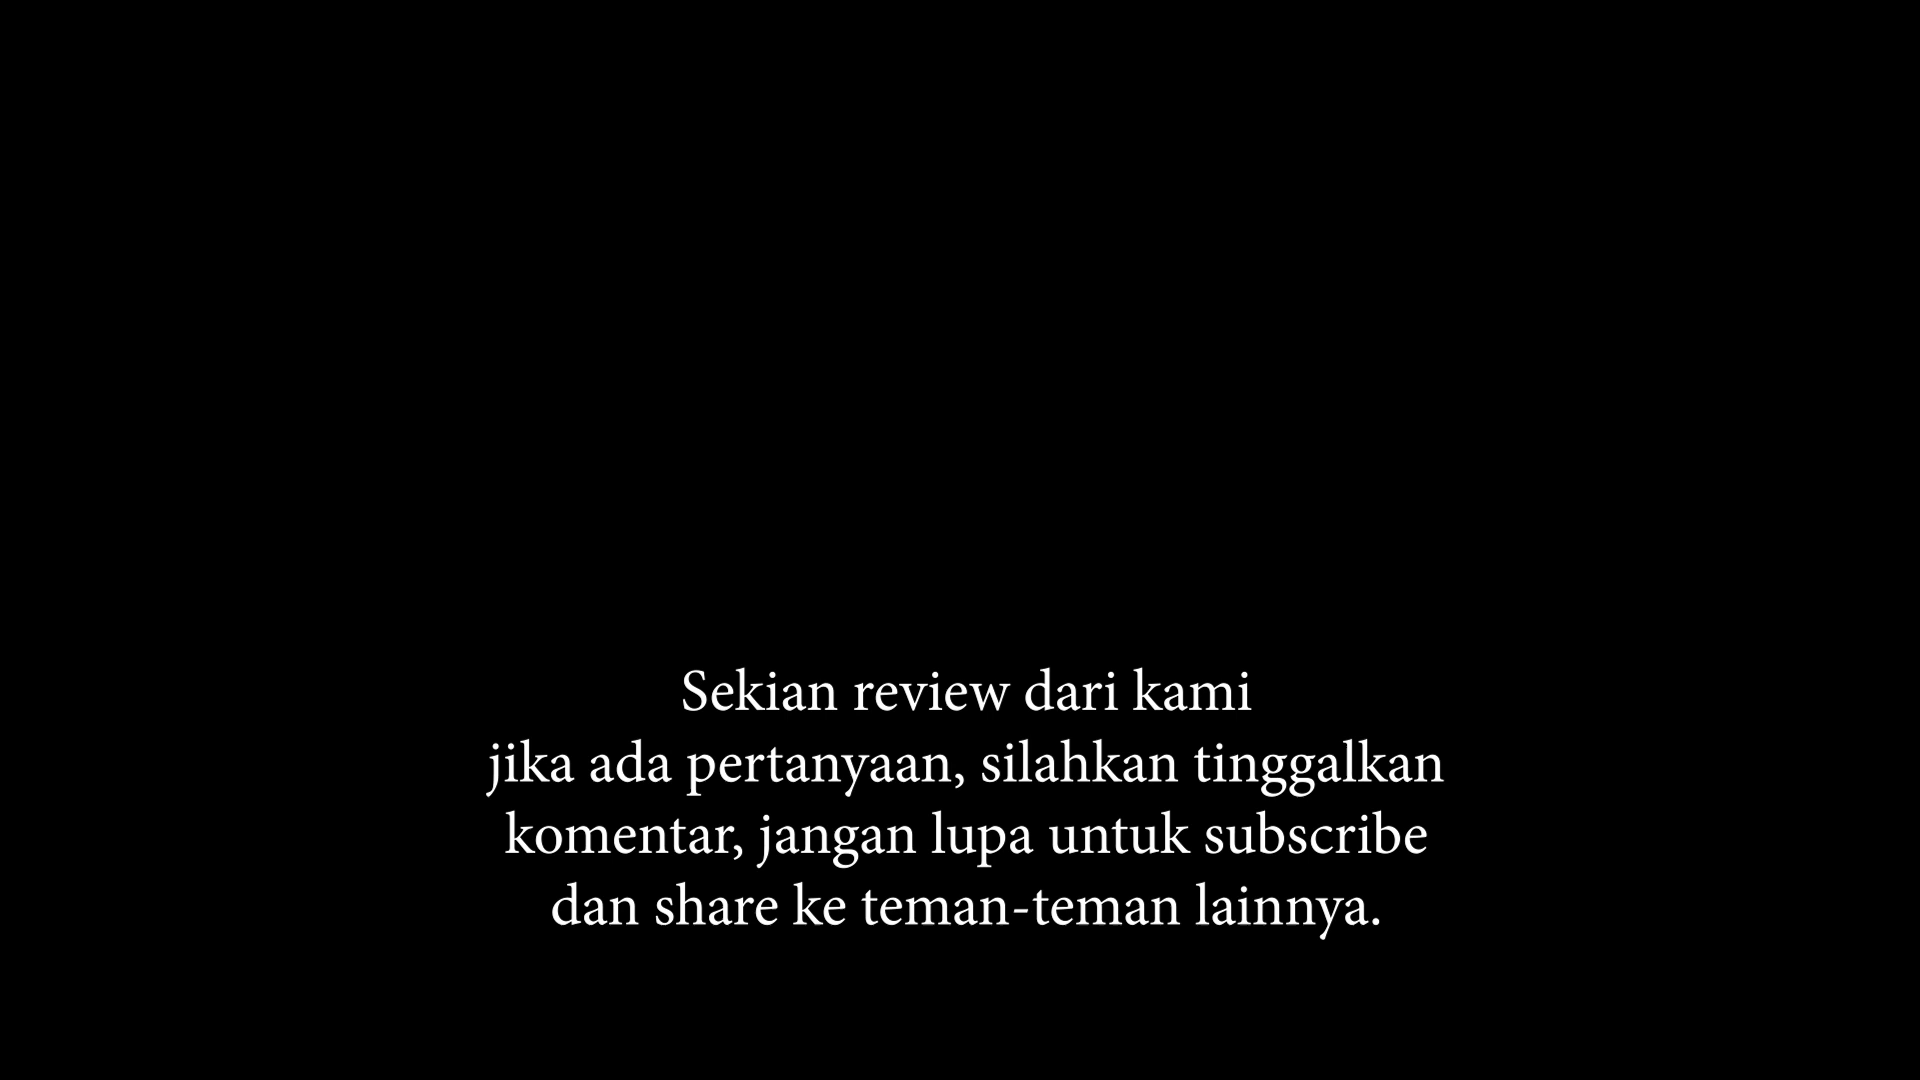 Sekian review dari kami
jika ada pertanyaan, silahkan tinggalkan
komentar, jangan lupa untuk subscribe
dan share ke teman-teman lainnya.